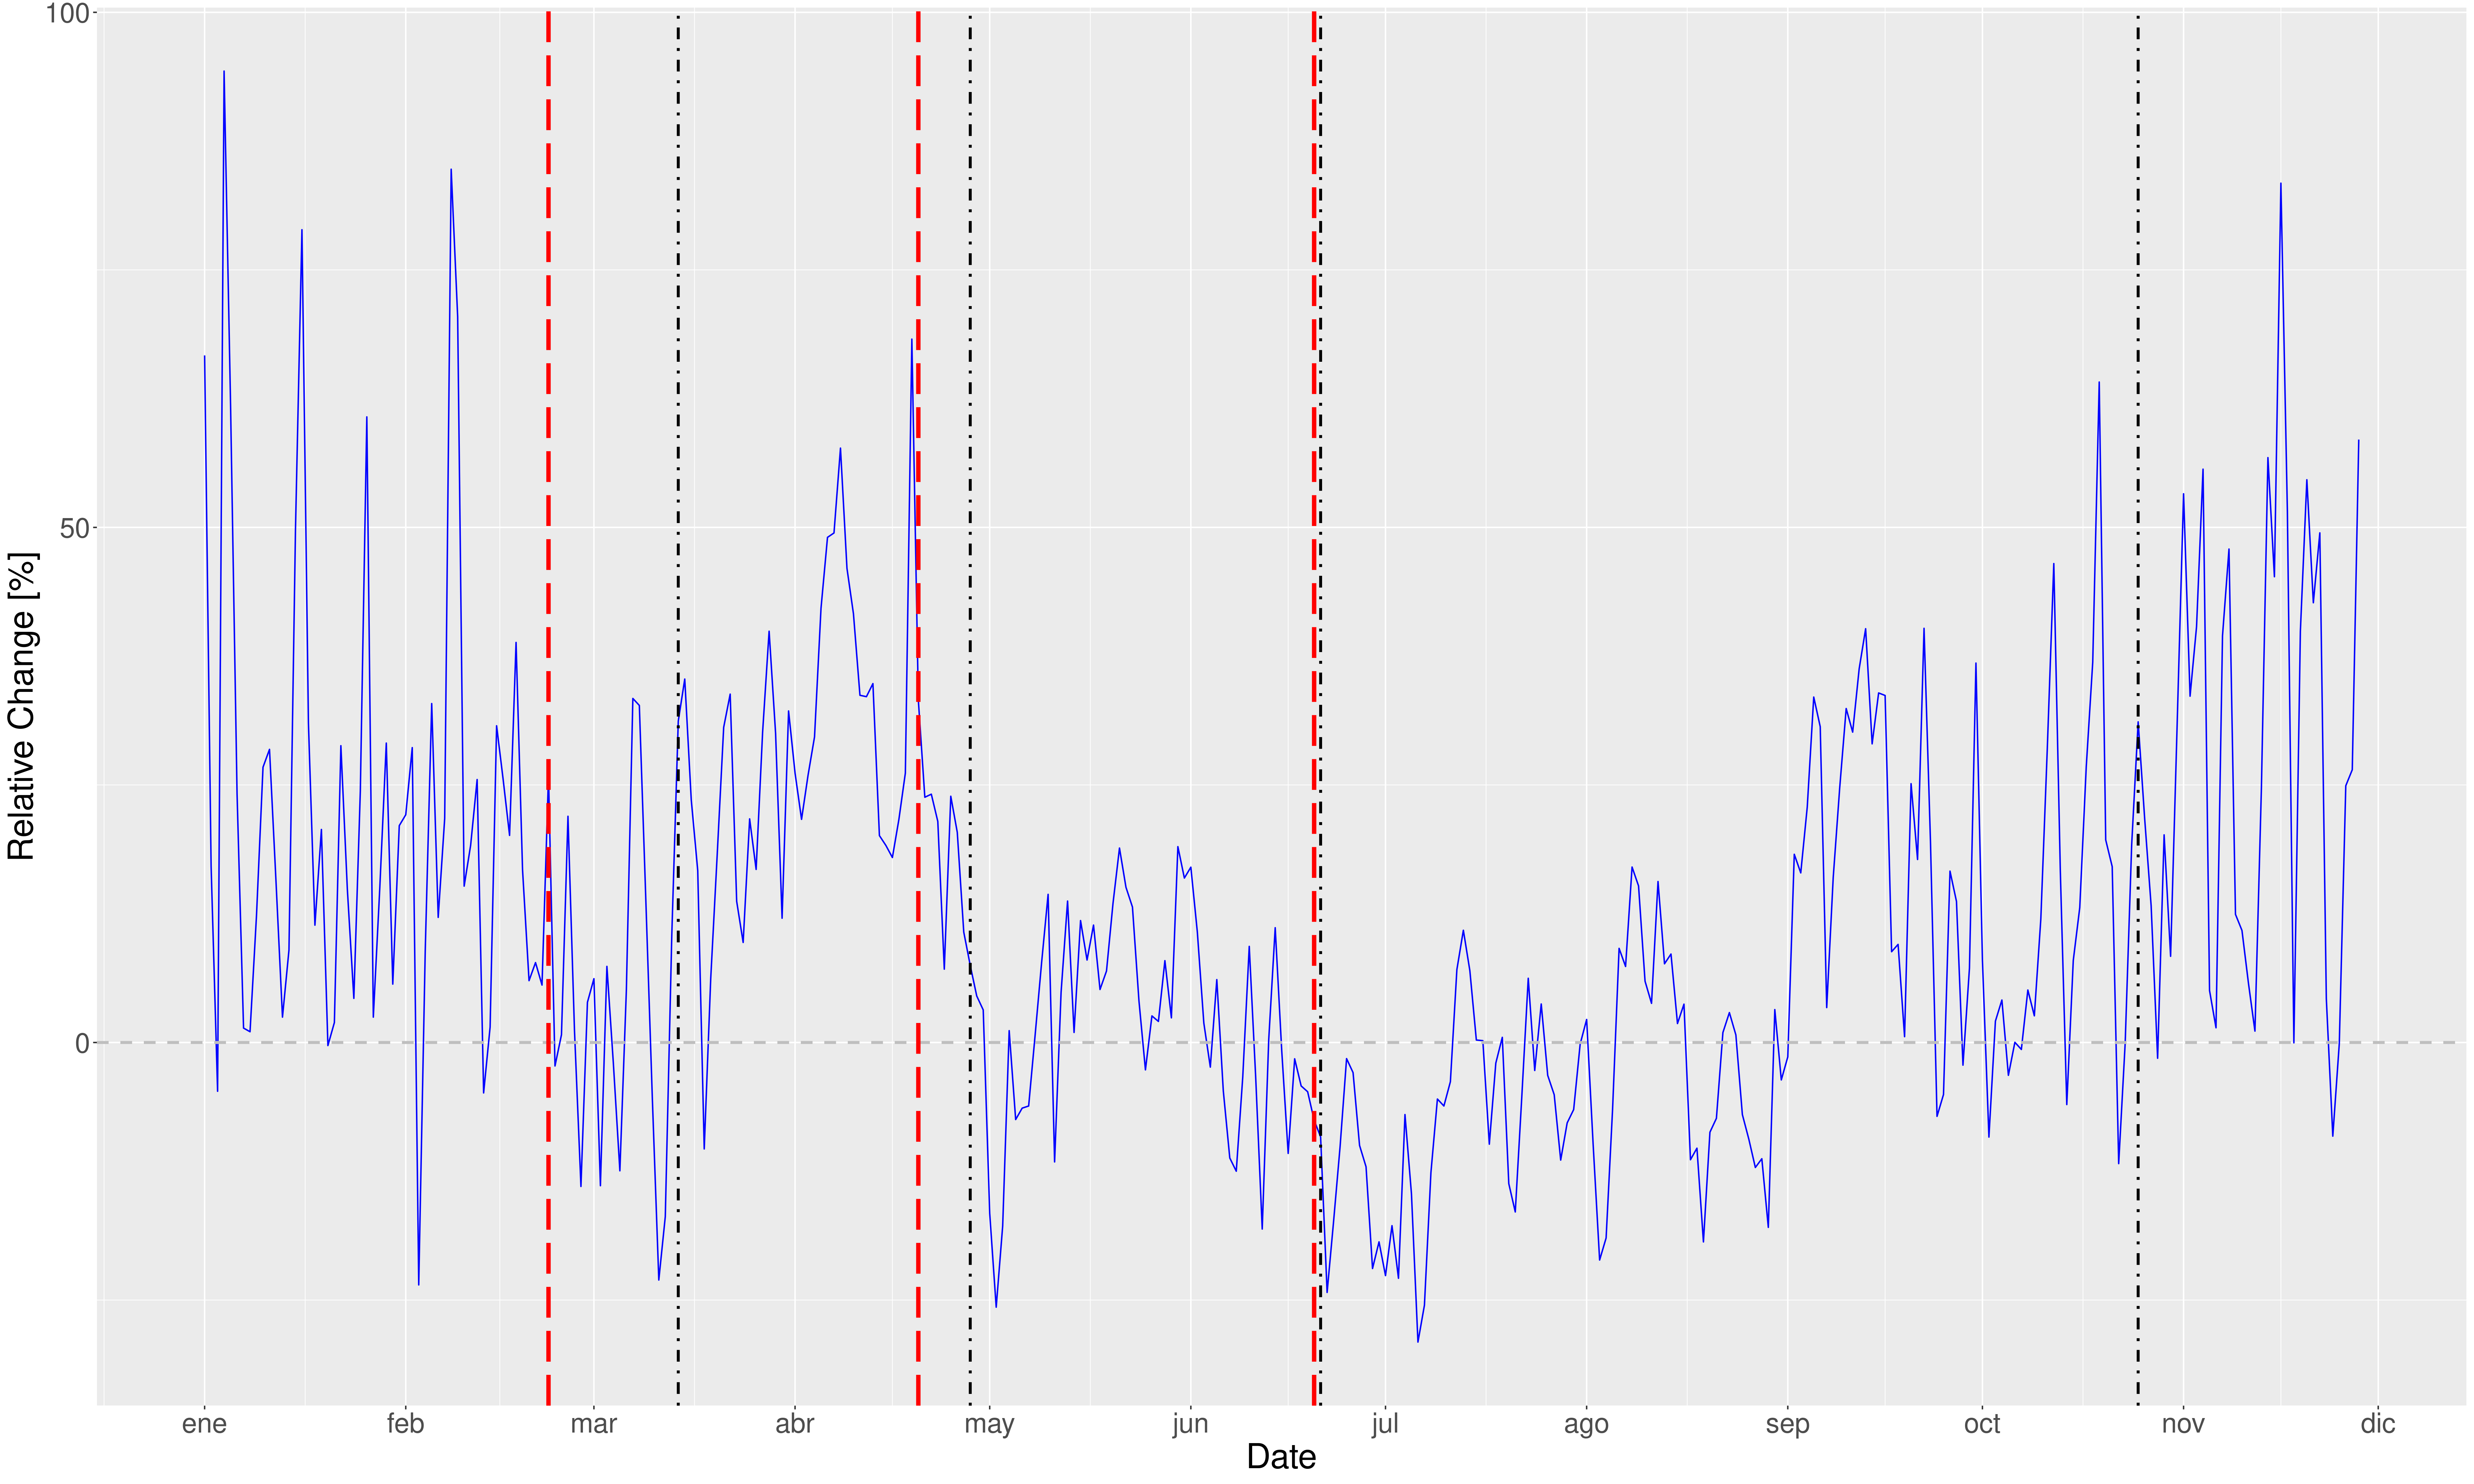 Relative Change [%]
100
50
0
ene feb mar abr may jun jul ago sep oct nov dic
Date